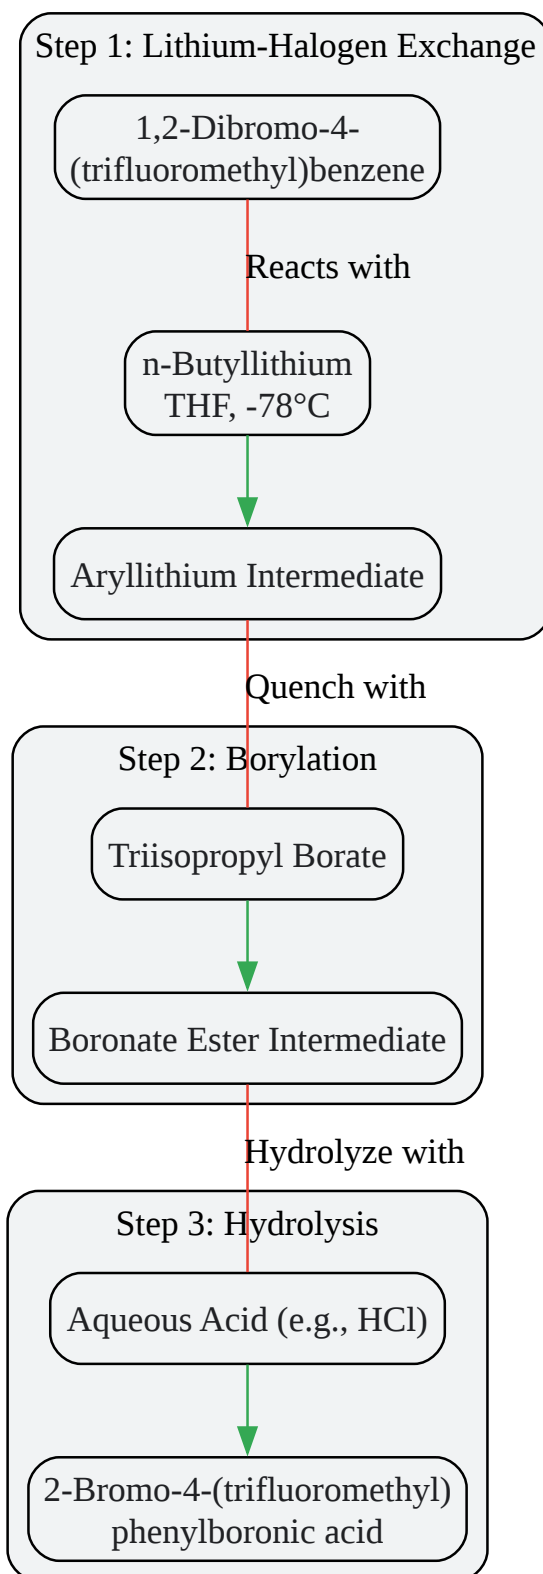 Step 1: Lithium-Halogen Exchange
1,2-Dibromo-4-
(trifluoromethyl)benzene
Reacts with
n-Butyllithium
THF, -78°C
Aryllithium Intermediate
Quench with
Step 2: Borylation
Triisopropyl Borate
Boronate Ester Intermediate
Hydrolyze with
Step 3: Hydrolysis
Aqueous Acid (e.g., HCl)
2-Bromo-4-(trifluoromethyl)
phenylboronic acid